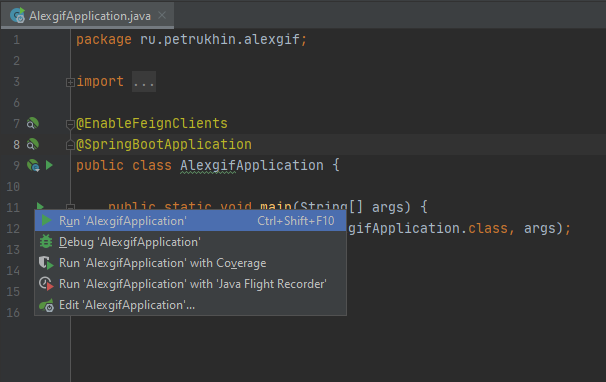 AlexgifApplication.java
1 package ru.petrukhin.alexgif;
2
3 import ...
6
7 @EnableFeignClients
8 @SpringBootApplication
9 public class AlexgifApplication {
10
11 public static void main(String[] args) {
Run 'AlexgifApplication' Ctrl+Shift+F10
12 gifApplication.class, args);
Debug 'AlexgifApplication'
13 Run 'AlexgifApplication' with Coverage
14 Run 'AlexgifApplication' with 'Java Flight Recorder'
15 Edit 'AlexgifApplication'...
16